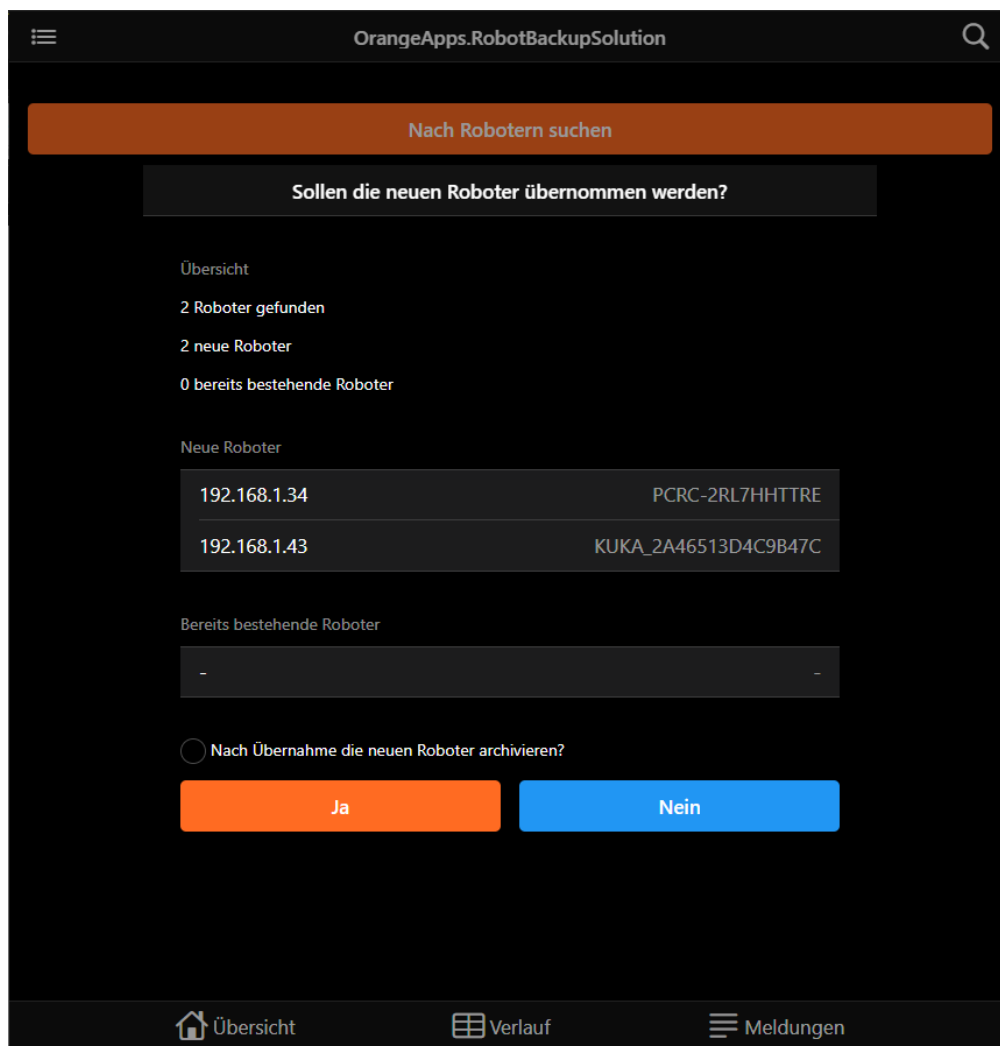 OrangeApps.RobotBackupSolution
Nach Robotern suchen
Sollen die neuen Roboter übernommen werden?
Übersicht
2 Roboter gefunden
2 neue Roboter
0 bereits bestehende Roboter
Neue Roboter
192.168.1.34 PCRC-2RL7HHTTRE
192.168.1.43 KUKA_2A46513D4C9B47C
Bereits bestehende Roboter
- -
Nach Übernahme die neuen Roboter archivieren?
Ja Nein
Übersicht Verlauf Meldungen